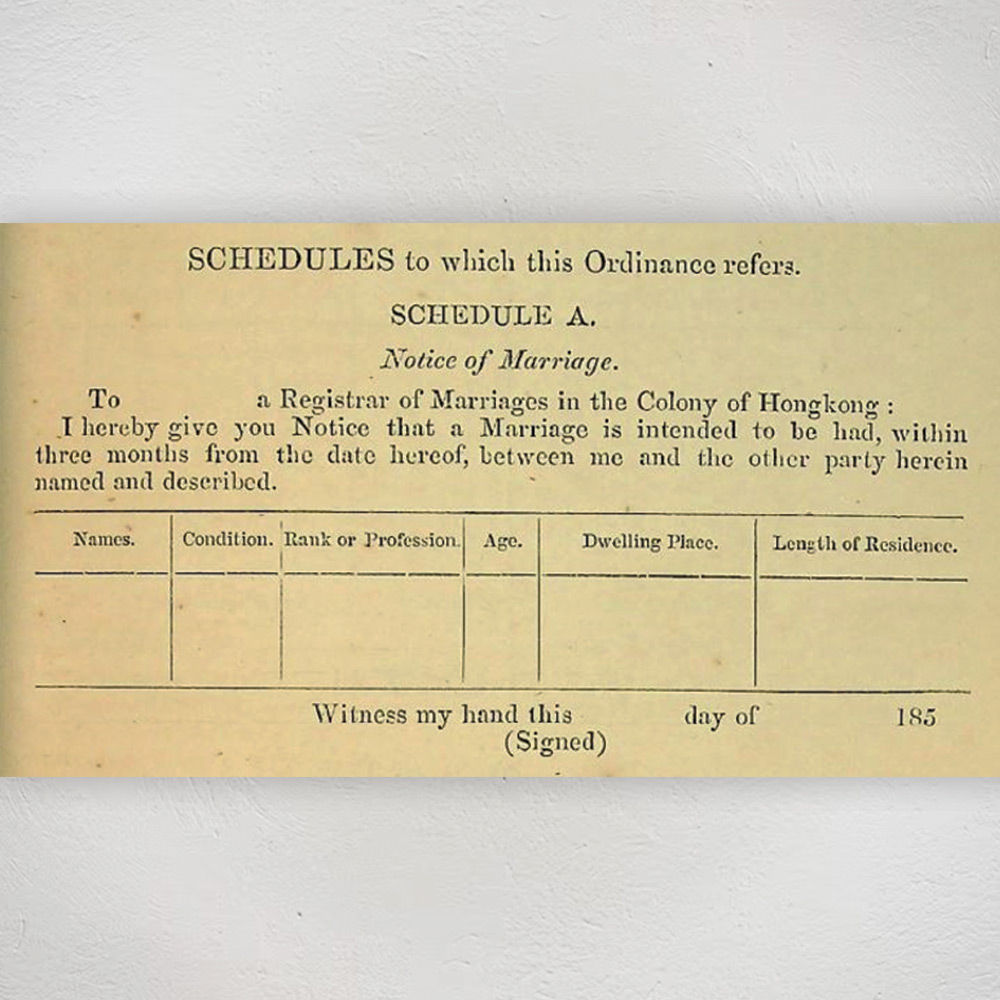 SCHEDULES to which this Ordinance refers.
SCHEDULE A.
Notice of Marriage.
To a Registrar of Marriages in the Colony of Hongkong :
I hereby give you Notice that a Marriage is intended to be had, within
three months from the date hereof, between me and the other party herein
named and described.
Names. Condition. Rank or Profession. Age. Dwelling Place. Length of Residence.
Witness my hand this day of 185
(Signed)